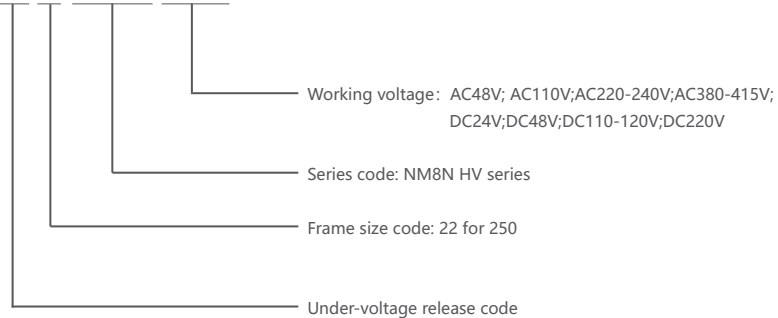 Working voltage：AC48V; AC110V;AC220-240V;AC380-415V;
DC24V;DC48V;DC110-120V;DC220V
Series code: NM8N HV series
Frame size code: 22 for 250
Under-voltage release code